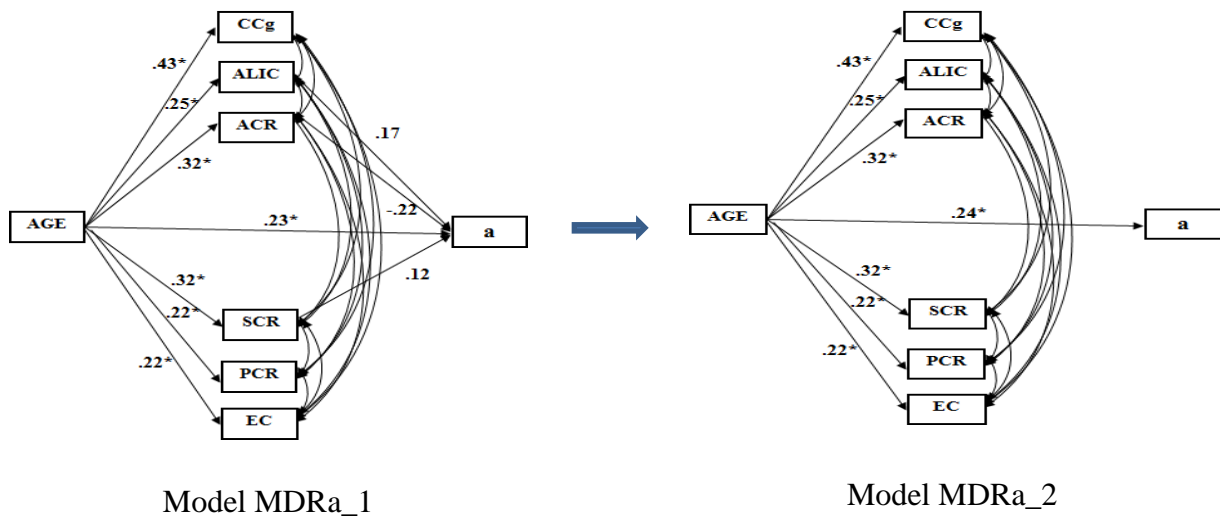 CCg
.43*
ALIC
.25*
ACR
.32*
.17
AGE
-.22
.23*
a
.12
.32*
SCR
.22*
PCR
.22*
EC
Model MDRa_1
CCg
.43*
ALIC
.25*
ACR
.32*
AGE
.24*
a
.32*
SCR
.22*
PCR
.22*
EC
Model MDRa_2